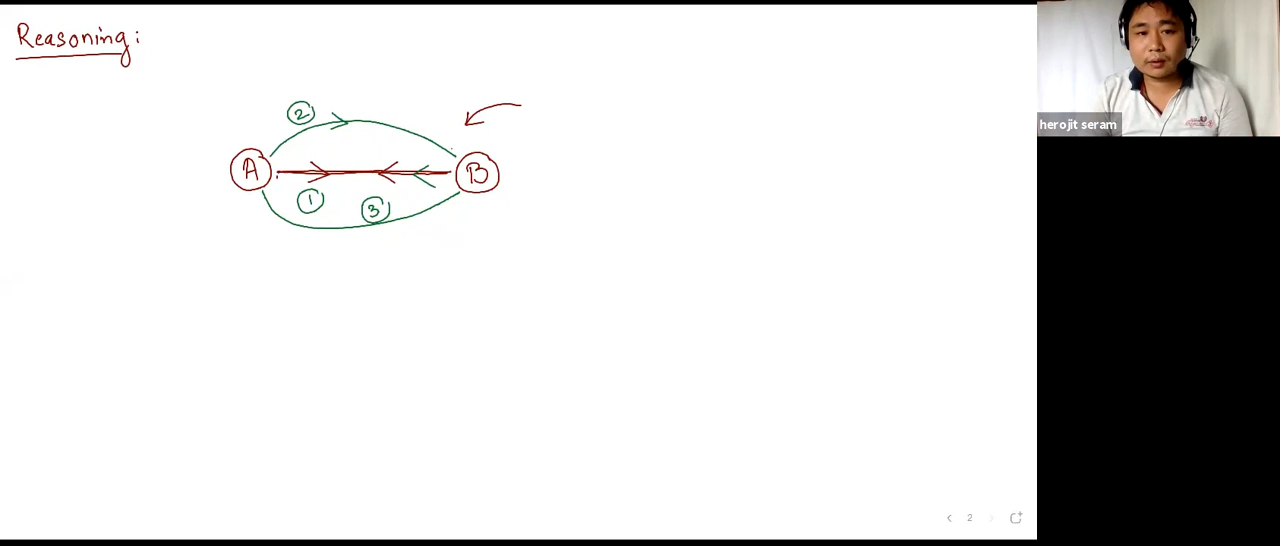 Reasoning:
②
A B
① ③
herojit seram
2